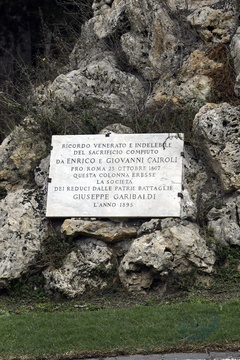 RICORDO VENERATO E INDELEBILE
DEL SACRIFICIO COMPIUTO
DA ENRICO E GIOVANNI CAIROLI
PRO ROMA 23 OTTOBRE 1867
QUESTA COLONNA ERESSE
LA SOCIETÀ
DEI REDUCI DALLE PATRIE BATTAGLIE
GIUSEPPE GARIBALDI
L'ANNO 1895